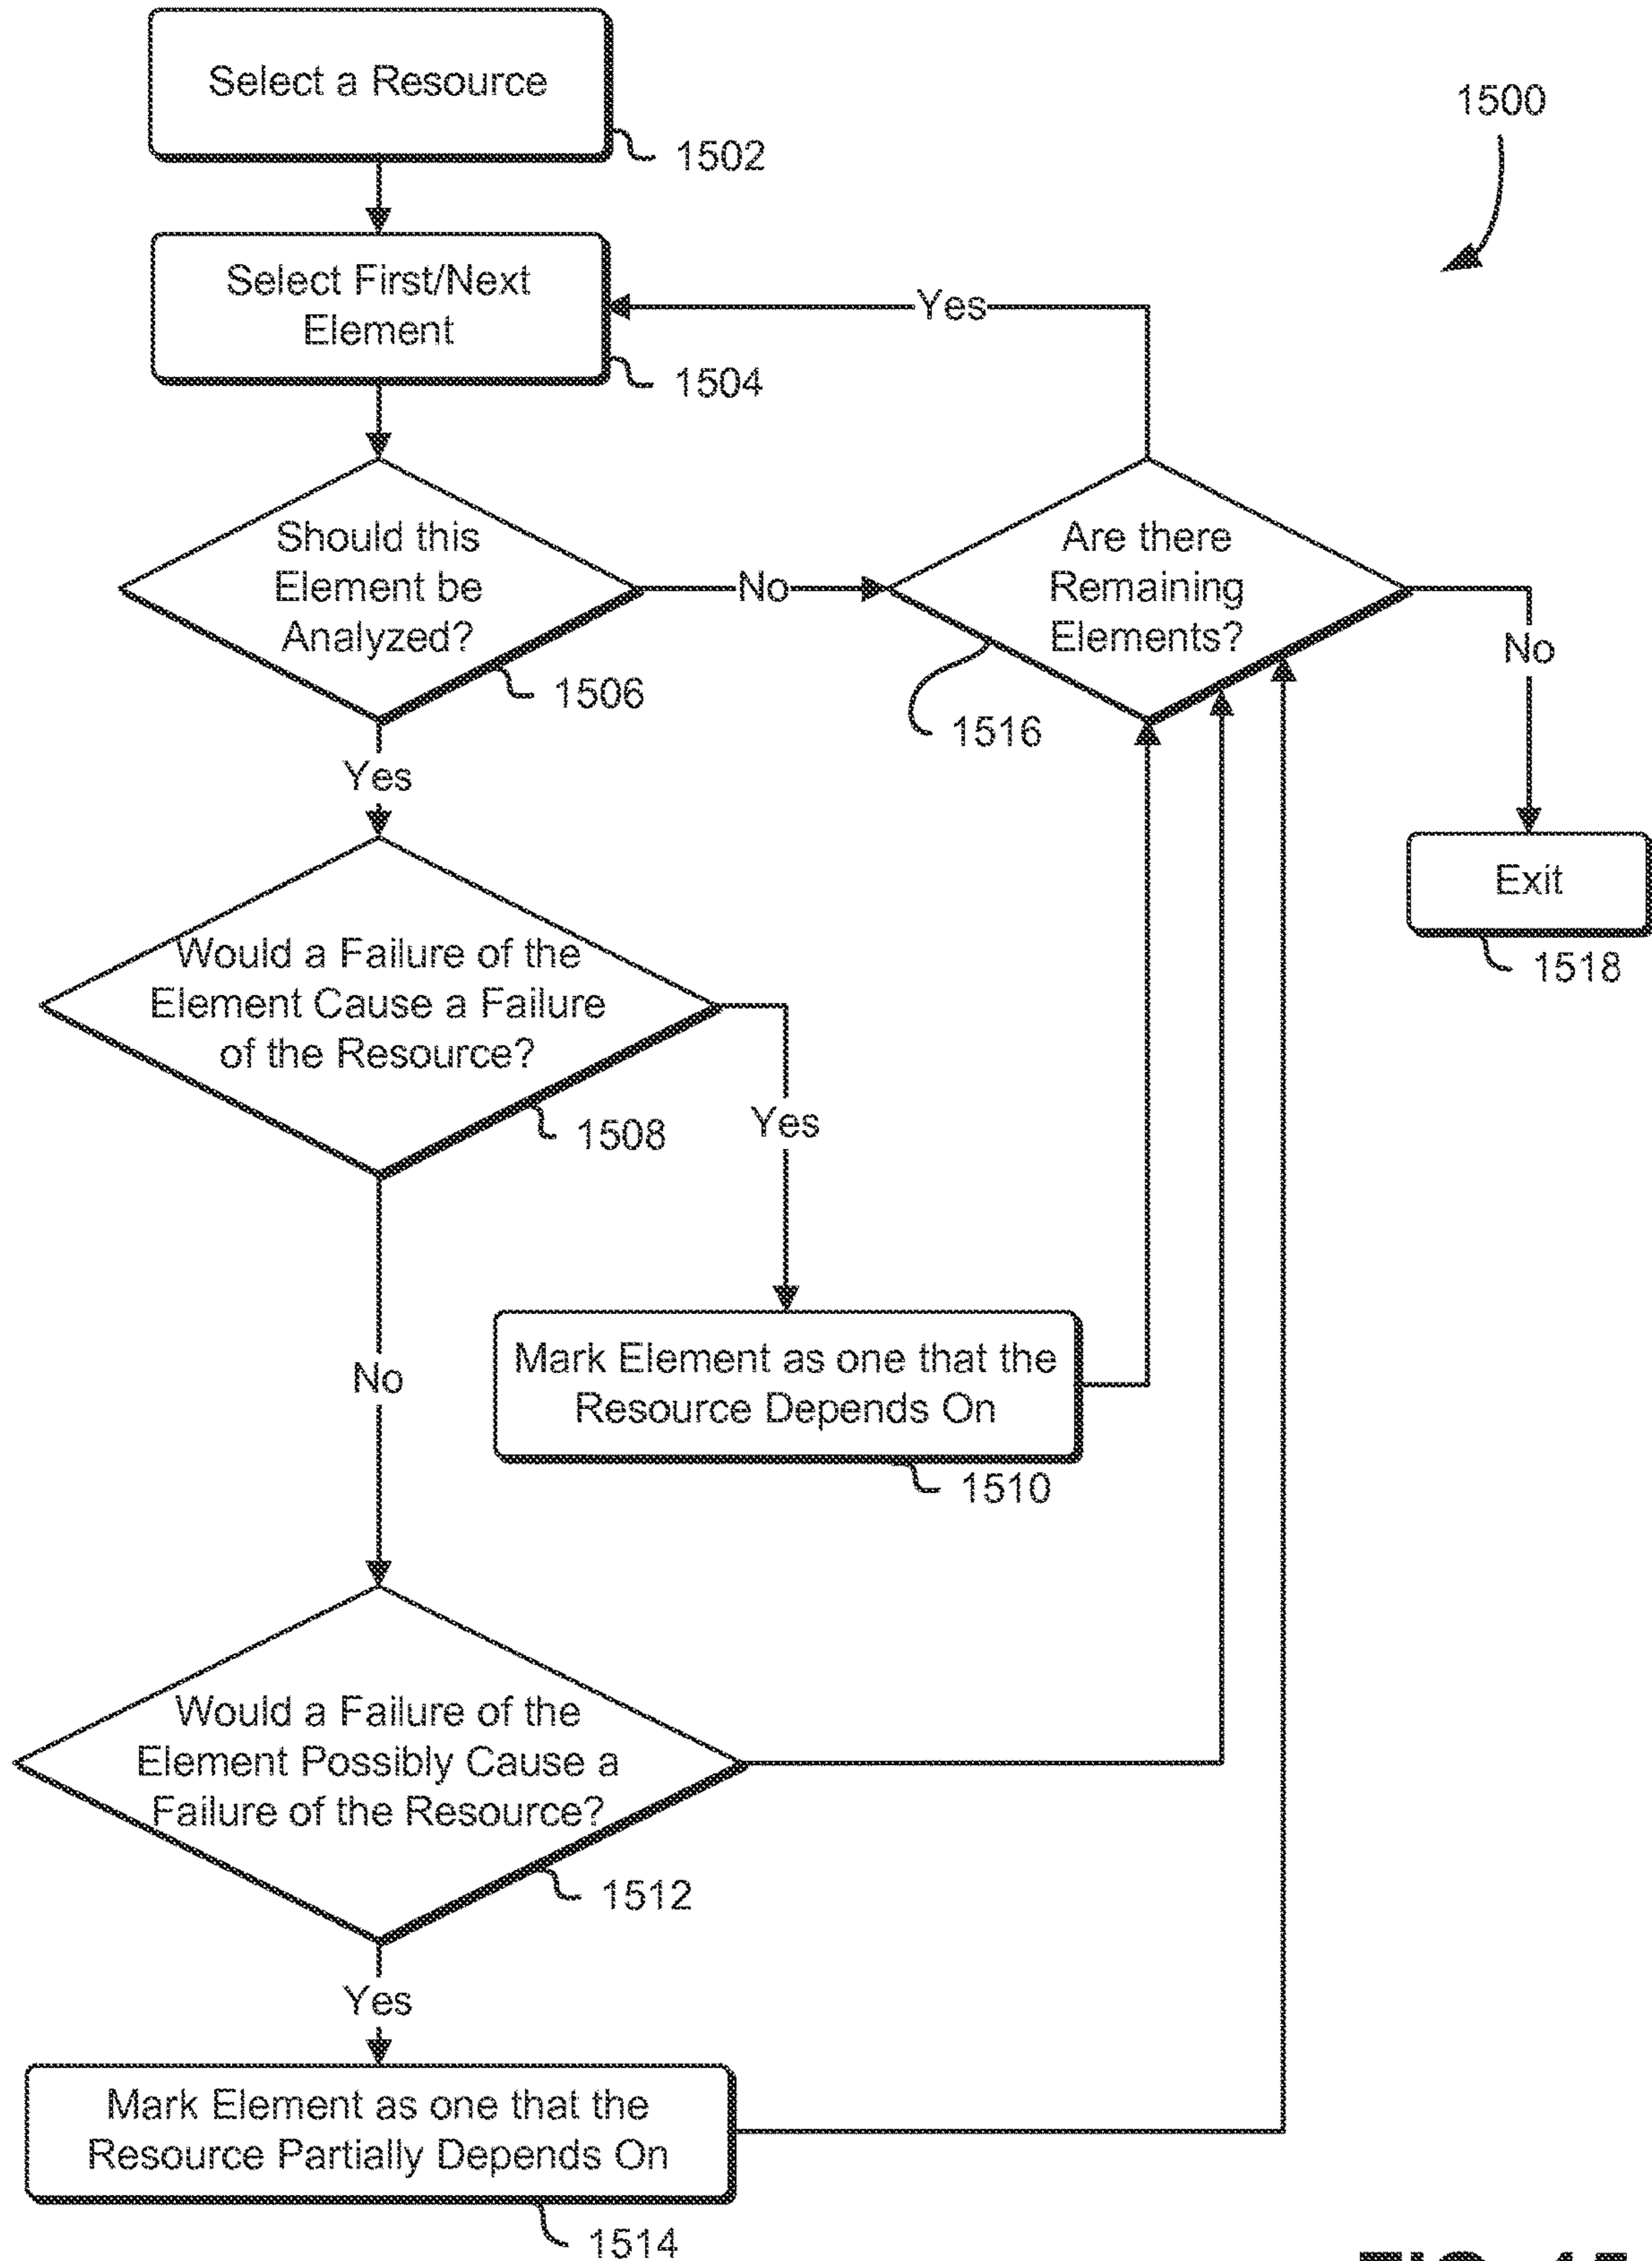 Select a Resource
1502
1500
Select First/Next
Element
1504
Yes
Should this
Element be
Analyzed?
1506
No
Are there
Remaining
Elements?
1516
No
Yes
Exit
1518
Would a Failure of the
Element Cause a Failure
of the Resource?
1508
Yes
No
Mark Element as one that the
Resource Depends On
1510
Would a Failure of the
Element Possibly Cause a
Failure of the Resource?
1512
Yes
Mark Element as one that the
Resource Partially Depends On
1514